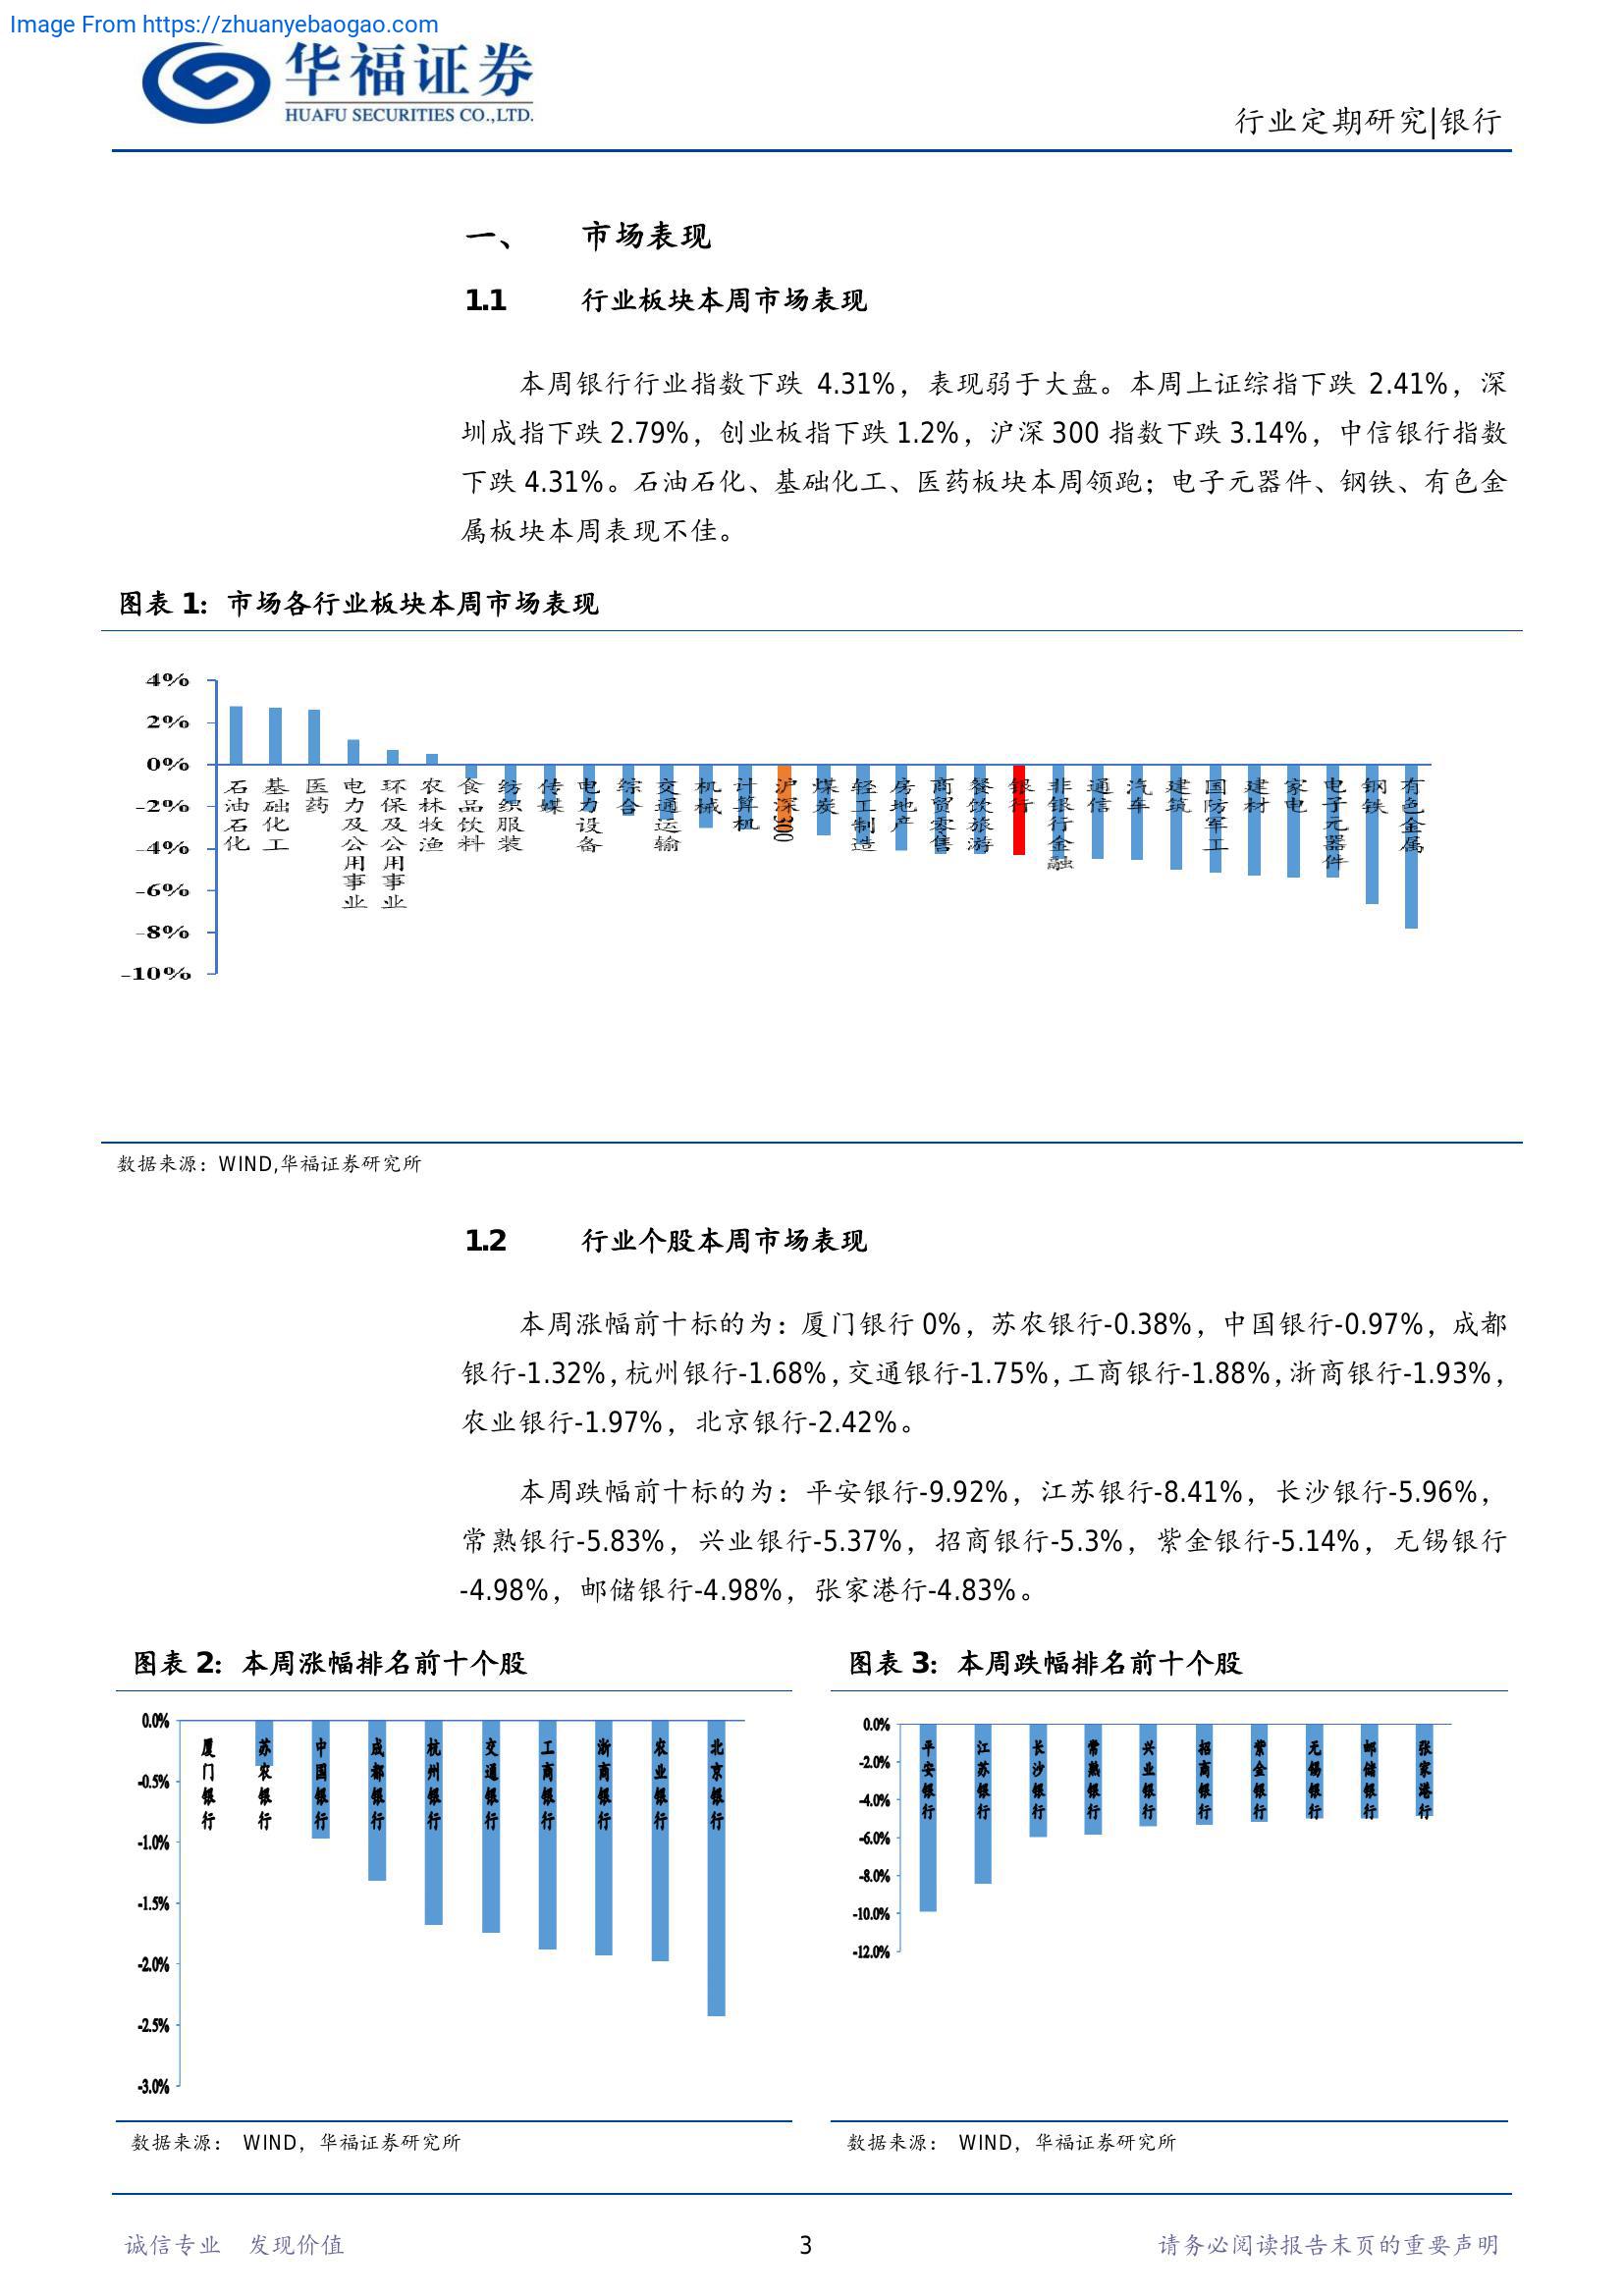 Image From https://zhuanyebaogao.com
华福证券
HUAFU SECURITIES CO.,LTD.
行业定期研究|银行
一、 市场表现
1.1 行业板块本周市场表现
本周银行行业指数下跌 4.31%，表现弱于大盘。本周上证综指下跌 2.41%，深
圳成指下跌 2.79%，创业板指下跌 1.2%，沪深 300 指数下跌 3.14%，中信银行指数
下跌 4.31%。石油石化、基础化工、医药板块本周领跑；电子元器件、钢铁、有色金
属板块本周表现不佳。
图表 1：市场各行业板块本周市场表现
4%
2%
0%
-2%
-4%
-6%
-8%
-10%
石油石化
基础化工
医药
电力及公用事业
环保及公用事业
农林牧渔
食品饮料
纺织服装
传媒
电力设备
综合
交通运输
机械
计算机
沪深300
煤炭
轻工制造
房地产
商贸零售
餐饮旅游
银行
非银行金融
通信
汽车
建筑
国防军工
建材
家电
电子元器件
钢铁
有色金属
数据来源：WIND,华福证券研究所
1.2 行业个股本周市场表现
本周涨幅前十标的为：厦门银行 0%，苏农银行-0.38%，中国银行-0.97%，成都
银行-1.32%，杭州银行-1.68%，交通银行-1.75%，工商银行-1.88%，浙商银行-1.93%，
农业银行-1.97%，北京银行-2.42%。
本周跌幅前十标的为：平安银行-9.92%，江苏银行-8.41%，长沙银行-5.96%，
常熟银行-5.83%，兴业银行-5.37%，招商银行-5.3%，紫金银行-5.14%，无锡银行
-4.98%，邮储银行-4.98%，张家港行-4.83%。
图表 2：本周涨幅排名前十个股
0.0%
-0.5%
-1.0%
-1.5%
-2.0%
-2.5%
-3.0%
厦门银行
苏农银行
中国银行
成都银行
杭州银行
交通银行
工商银行
浙商银行
农业银行
北京银行
数据来源： WIND，华福证券研究所
图表 3：本周跌幅排名前十个股
0.0%
-2.0%
-4.0%
-6.0%
-8.0%
-10.0%
-12.0%
平安银行
江苏银行
长沙银行
常熟银行
兴业银行
招商银行
紫金银行
无锡银行
邮储银行
张家港行
数据来源： WIND，华福证券研究所
诚信专业 发现价值
3
请务必阅读报告末页的重要声明